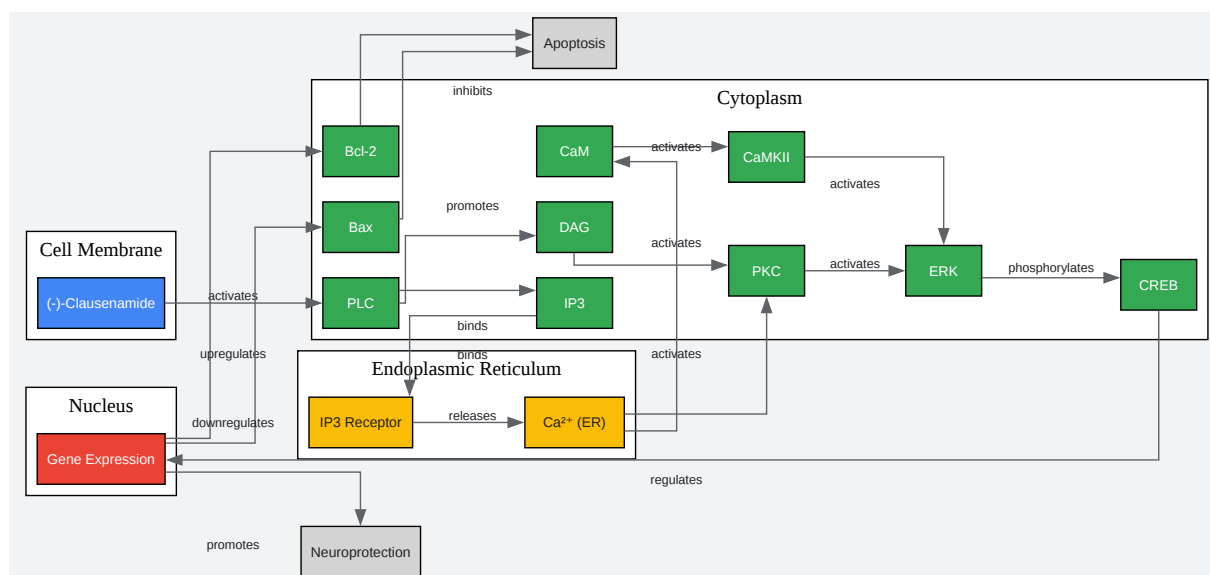 Apoptosis
inhibits
Cytoplasm
Bcl-2
CaM
activates
CaMKII
activates
Bax
promotes
DAG
activates
Cell Membrane
PKC
activates
ERK
phosphorylates
CREB
(-)-Clausenamide
activates
PLC
IP3
binds
upregulates
binds
activates
Endoplasmic Reticulum
Nucleus
downregulates
IP3 Receptor
releases
Ca²⁺ (ER)
Gene Expression
regulates
promotes
Neuroprotection